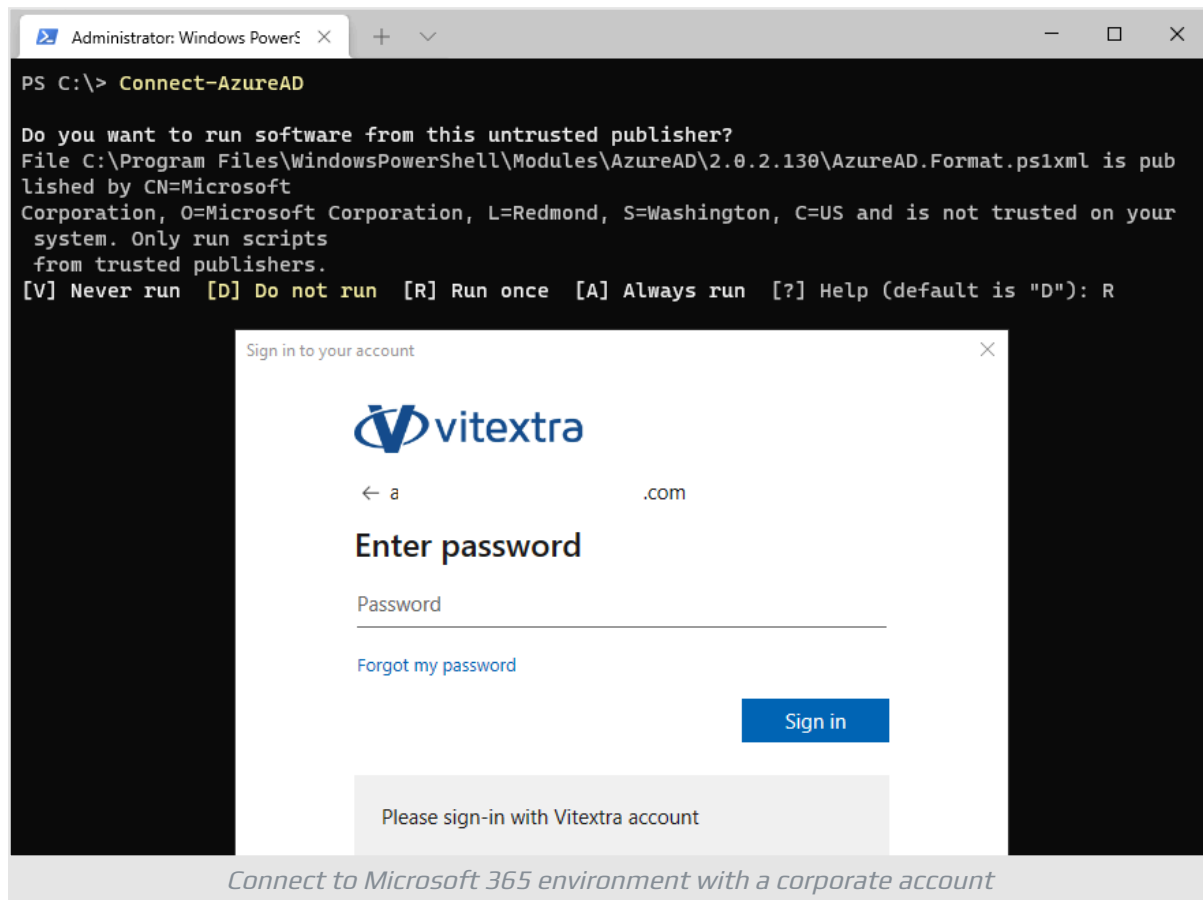 Administrator: Windows PowerS
PS C:\> Connect-AzureAD
Do you want to run software from this untrusted publisher?
File C:\Program Files\WindowsPowerShell\Modules\AzureAD\2.0.2.130\AzureAD.Format.ps1xml is pub
lished by CN=Microsoft
Corporation, O=Microsoft Corporation, L=Redmond, S=Washington, C=US and is not trusted on your
system. Only run scripts
from trusted publishers.
[V] Never run  [D] Do not run  [R] Run once  [A] Always run  [?] Help (default is "D"): R
Sign in to your account
vitextra
← a .com
Enter password
Password
Forgot my password
Sign in
Please sign-in with Vitextra account
Connect to Microsoft 365 environment with a corporate account